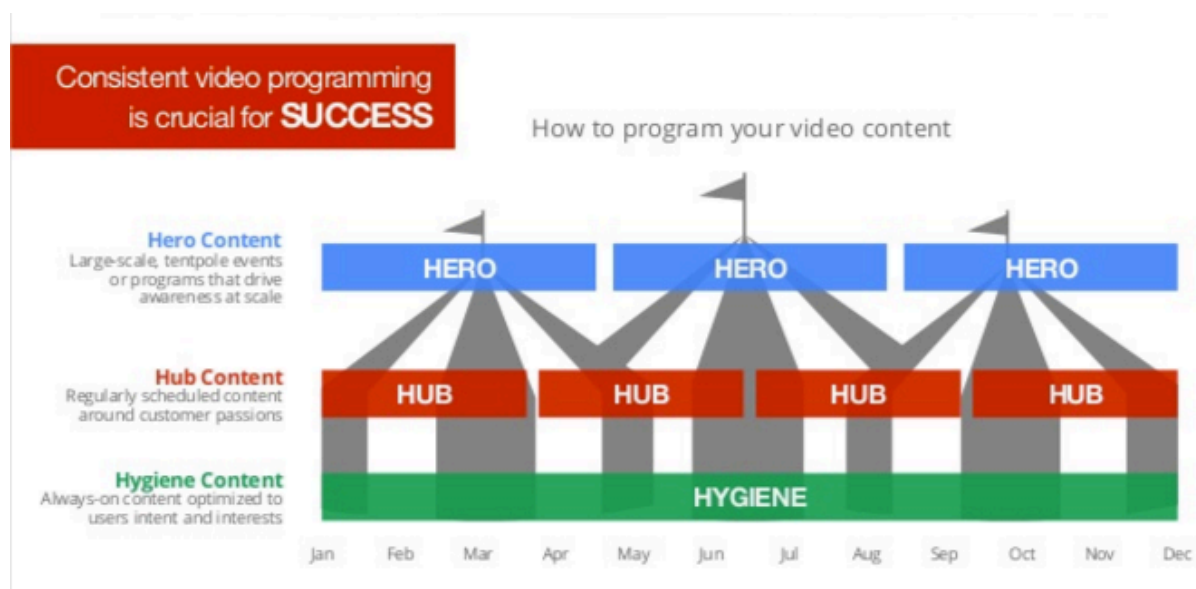 Consistent video programming
is crucial for SUCCESS
How to program your video content
Hero Content
Large-scale, tentpole events
or programs that drive
awareness at scale
HERO HERO HERO
Hub Content
Regularly scheduled content
around customer passions
HUB HUB HUB HUB
Hygiene Content
Always-on content optimized to
users intent and interests
HYGIENE
Jan Feb Mar Apr May Jun Jul Aug Sep Oct Nov Dec